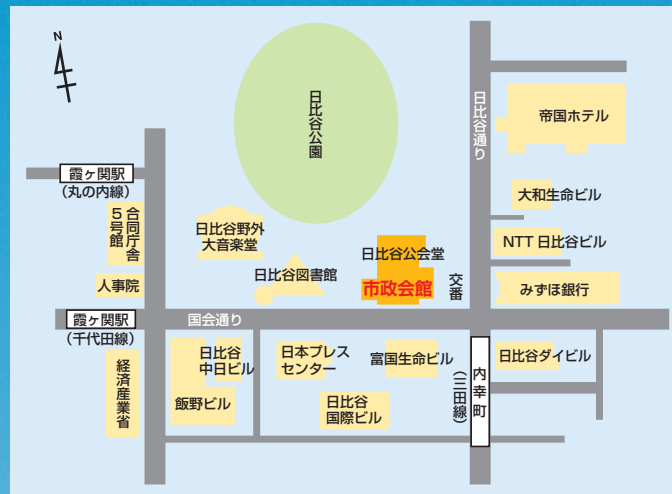 N
日比谷公園
日比谷通り
帝国ホテル
霞ヶ関駅
(丸の内線)
合同庁舎
5号館
日比谷野外
大音楽堂
大和生命ビル
NTT 日比谷ビル
日比谷公会堂
日比谷図書館
人事院
市政会館
交番
みずほ銀行
霞ヶ関駅
(千代田線)
国会通り
経済産業省
日比谷
中日ビル
飯野ビル
日本プレス
センター
富国生命ビル
日比谷
国際ビル
内幸町
(三田線)
日比谷ダイビル